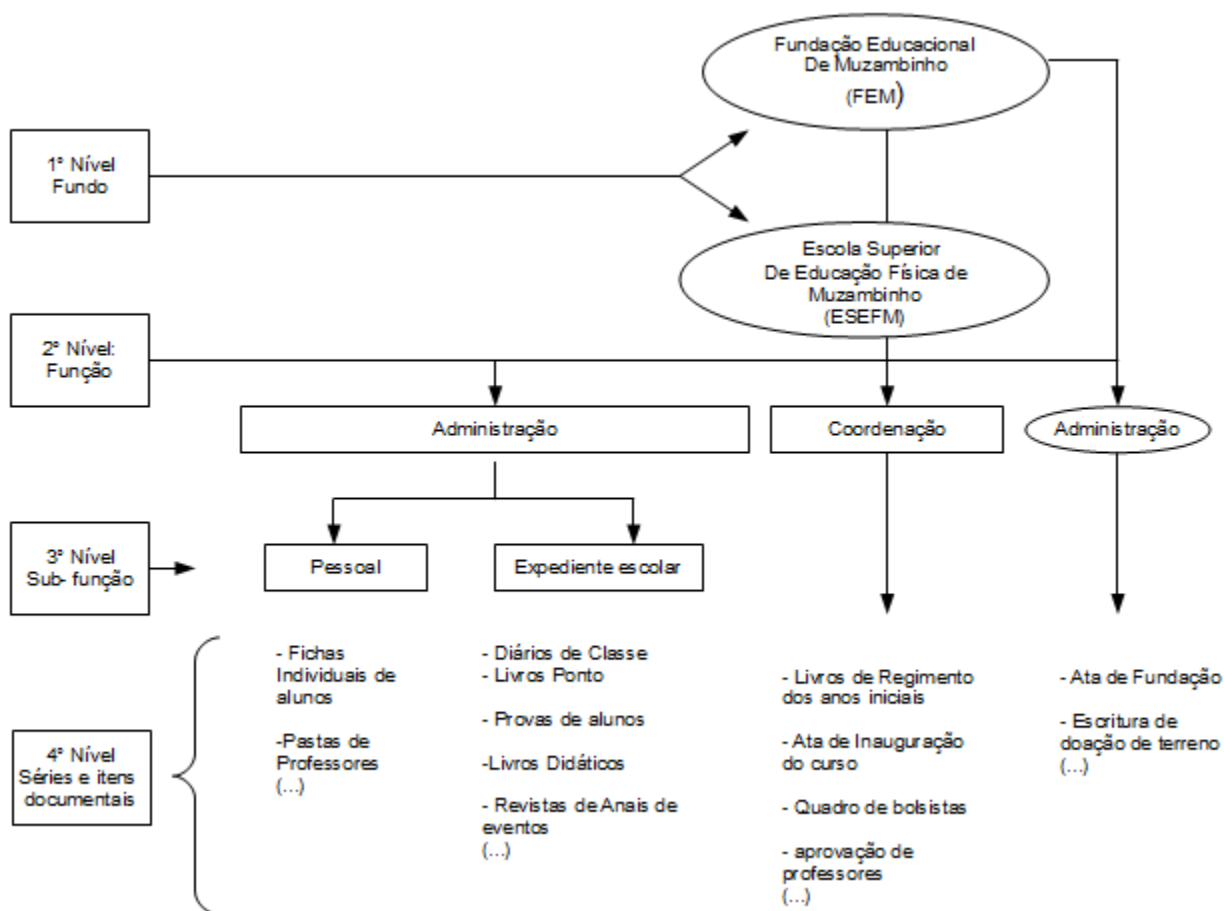 Fundação Educacional
De Muzambinho
(FEM)
1° Nível
Fundo
Escola Superior
De Educação Física de
Muzambinho
(ESEFM)
2° Nível:
Função
Administração
Coordenação
Administração
3° Nível
Sub- função
Pessoal
Expediente escolar
4° Nível
Séries e itens
documentais
- Fichas
Individuais de
alunos
-Pastas de
Professores
(...)
- Diários de Classe
- Livros Ponto
- Provas de alunos
-Livros Didáticos
- Revistas de Anais de
eventos
(...)
- Livros de Regimento
dos anos iniciais
- Ata de Inauguração
do curso
- Quadro de bolsistas
- aprovação de
professores
(...)
- Ata de Fundação
- Escritura de
doação de terreno
(...)